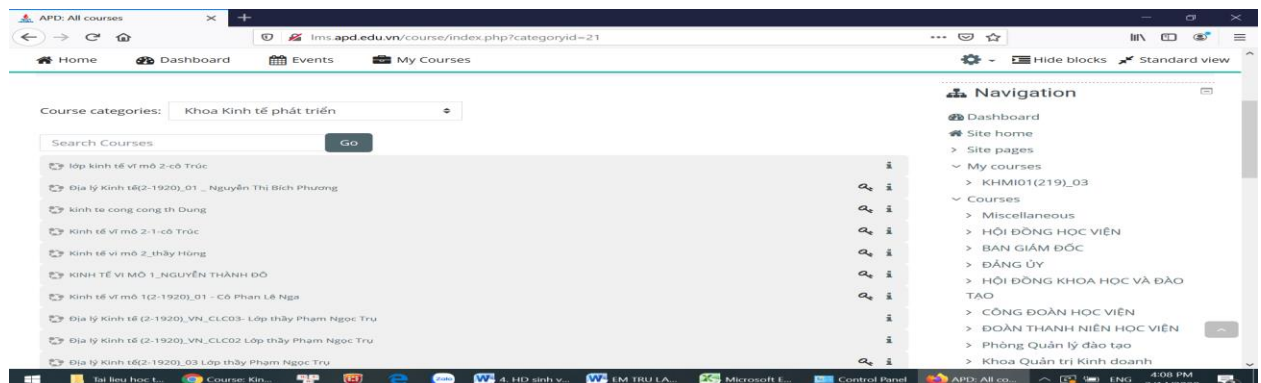 APD: All courses
lms.apd.edu.vn/course/index.php?categoryid=21
Home Dashboard Events My Courses Hide blocks Standard view
Course categories: Khoa Kinh tế phát triển
Search Courses Go
lớp kinh tế vĩ mô 2-cô Trúc
Địa lý Kinh tế(2-1920)_01 _ Nguyễn Thị Bích Phương
kinh te cong cong th Dung
Kinh tế vĩ mô 2-1-cô Trúc
Kinh tế vi mô 2_thầy Hùng
KINH TẾ VI MÔ 1_NGUYỄN THÀNH ĐÔ
Kinh tế vĩ mô 1(2-1920)_01 - Cô Phan Lê Nga
Địa lý Kinh tế (2-1920)_VN_CLC03- Lớp thầy Phạm Ngọc Trụ
Địa lý Kinh tế (2-1920)_VN_CLC02 Lớp thầy Phạm Ngọc Trụ
Địa lý Kinh tế(2-1920)_03 Lớp thầy Phạm Ngọc Trụ
Navigation
Dashboard
Site home
Site pages
My courses
KHMI01(219)_03
Courses
Miscellaneous
HỘI ĐỒNG HỌC VIỆN
BAN GIÁM ĐỐC
ĐẢNG ỦY
HỘI ĐỒNG KHOA HỌC VÀ ĐÀO
TẠO
CÔNG ĐOÀN HỌC VIỆN
ĐOÀN THANH NIÊN HỌC VIỆN
Phòng Quản lý đào tạo
Khoa Quản trị Kinh doanh
Tai lieu hoc t... Course: Kin... Zalo 4. HD sinh v... EM TRU LA... Microsoft E... Control Panel APD: All co... ENG 4:08 PM